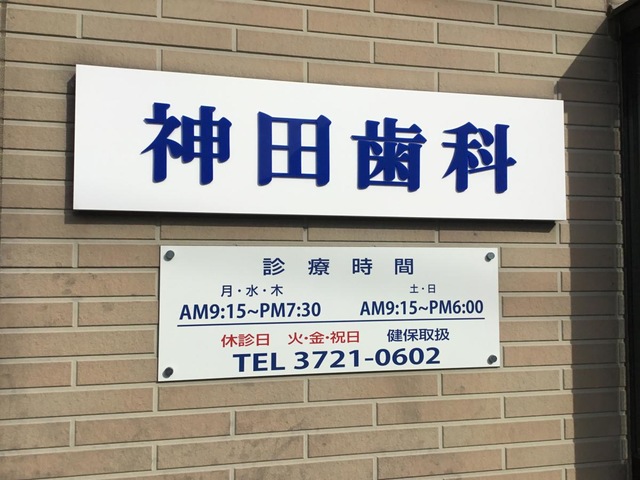 神田歯科
診療時間
月・水・木 土・日
AM9:15~PM7:30 AM9:15~PM6:00
休診日 火・金・祝日 健保取扱
TEL 3721-0602